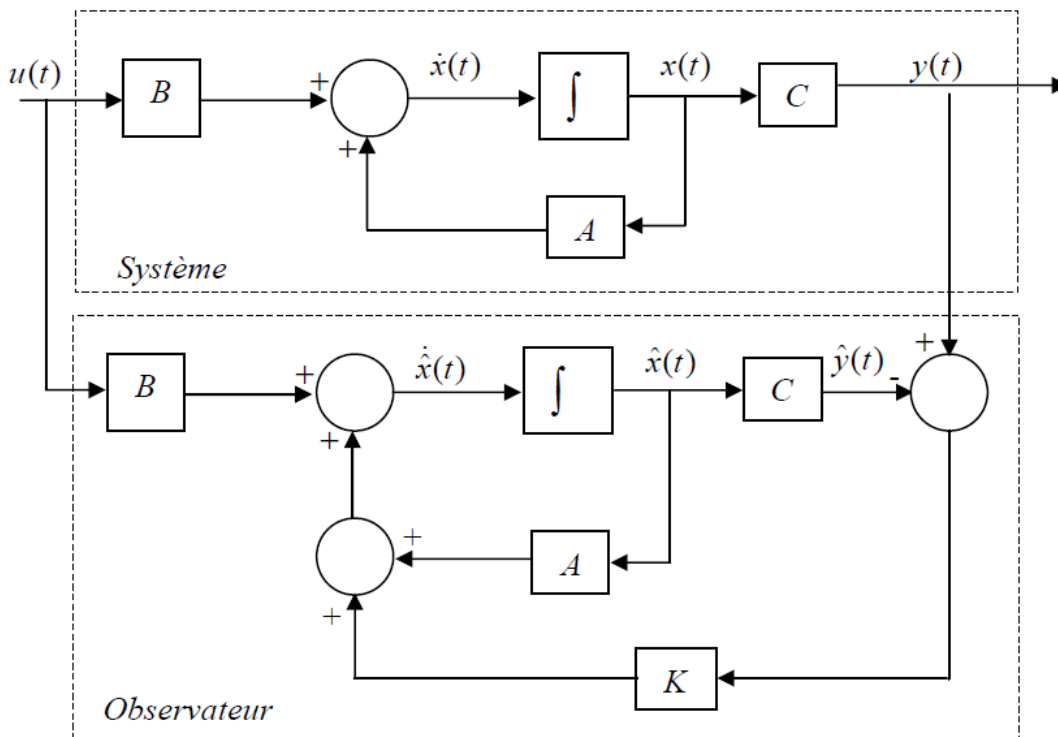 u(t) B + + ẋ(t) ∫ x(t) C y(t)
A
Système
B + + x̂̇(t) ∫ x̂(t) C ŷ(t) - +
+ A
+ K
Observateur